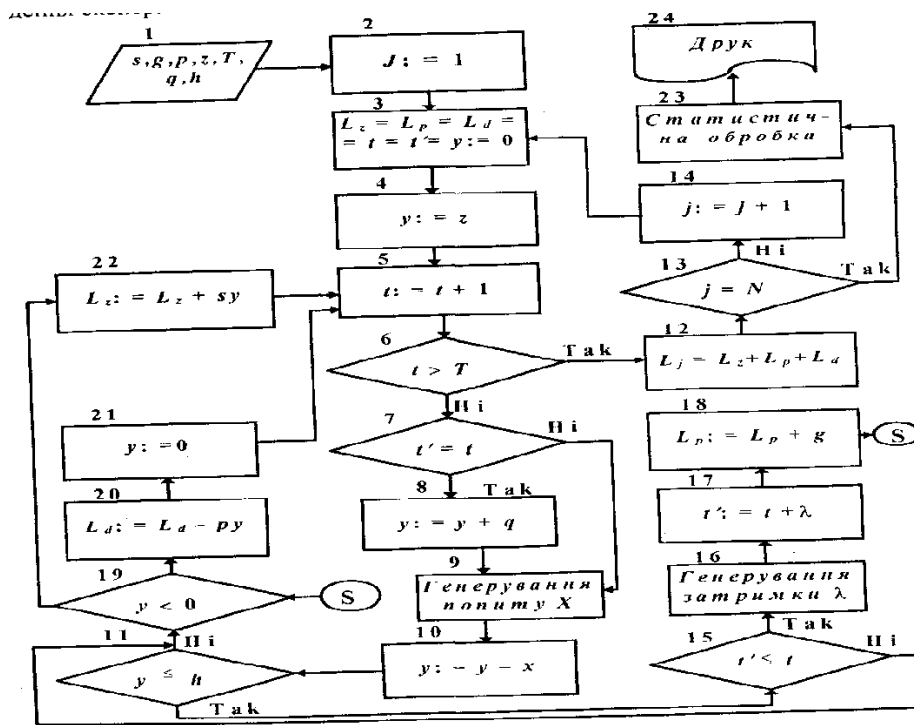 1
s,g,p,z,T,
q,h
2
J: = 1
3
L_z = L_p = L_d =
= t = t′ = y: = 0
4
y: = z
5
t: = t + 1
6
t > T
Так
Ні
7
t′ = t
Ні
Так
8
y: = y + q
9
Генерування
попиту X
10
y: – y – x
11
y ≤ h
Ні
Так
12
L_j = L_z + L_p + L_d
13
j = N
Ні
Так
14
j: = J + 1
15
t′ < t
Так
Ні
16
Генерування
затримки λ
17
t′: = t + λ
18
L_p: = L_p + g
S
19
y < 0
S
20
L_d: = L_d – py
21
y: = 0
22
L_z: = L_z + sy
23
Статистич-
на обробка
24
Друк